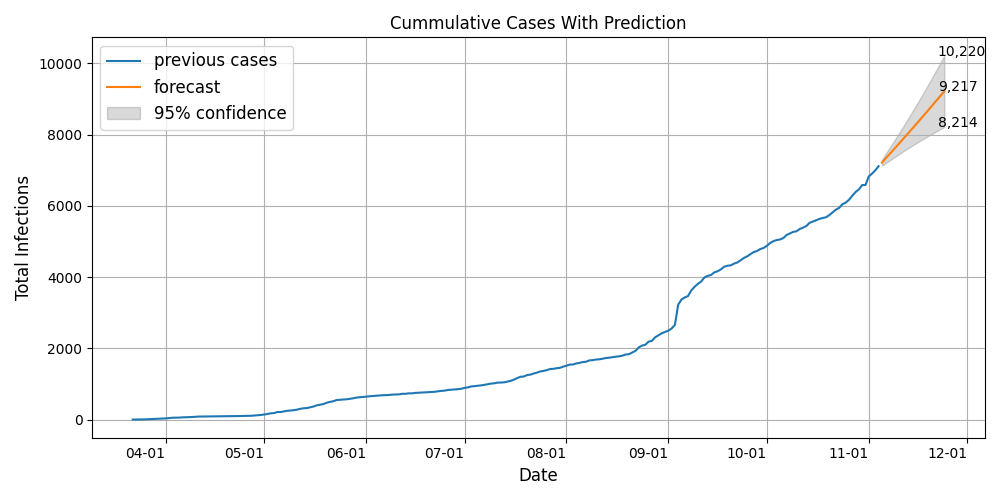 Cummulative Cases With Prediction
previous cases
forecast
95% confidence
10,220
9,217
8,214
10000
8000
6000
4000
2000
0
Total Infections
04-01 05-01 06-01 07-01 08-01 09-01 10-01 11-01 12-01
Date